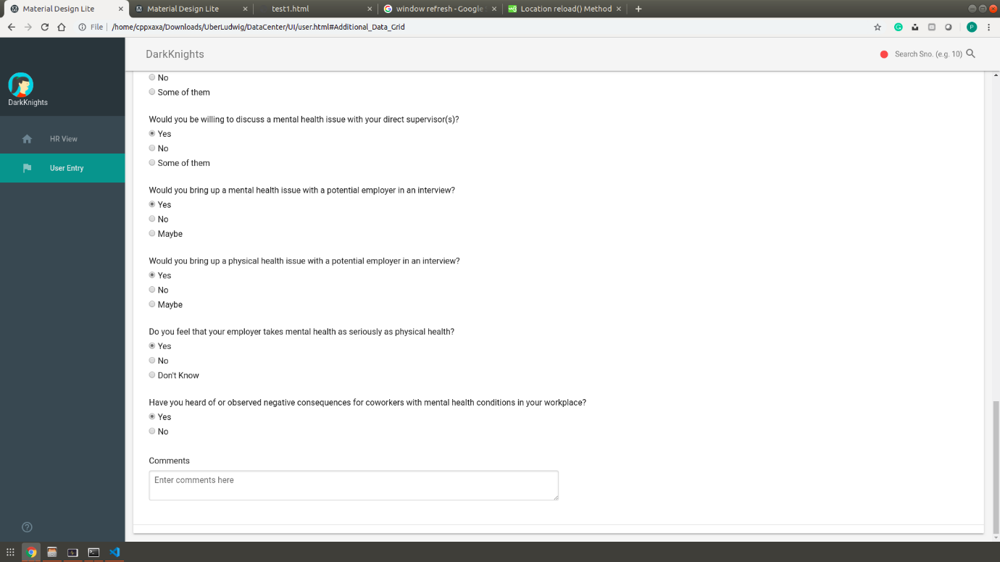 Material Design Lite
Material Design Lite
test1.html
window refresh - Google
Location reload() Method
File
/home/cppxaxa/Downloads/UberLudwig/DataCenter/UI/user.html#Additional_Data_Grid
P
DarkKnights
Search Sno. (e.g. 10)
DarkKnights
HR View
User Entry
No
Some of them
Would you be willing to discuss a mental health issue with your direct supervisor(s)?
Yes
No
Some of them
Would you bring up a mental health issue with a potential employer in an interview?
Yes
No
Maybe
Would you bring up a physical health issue with a potential employer in an interview?
Yes
No
Maybe
Do you feel that your employer takes mental health as seriously as physical health?
Yes
No
Don't Know
Have you heard of or observed negative consequences for coworkers with mental health conditions in your workplace?
Yes
No
Comments
Enter comments here